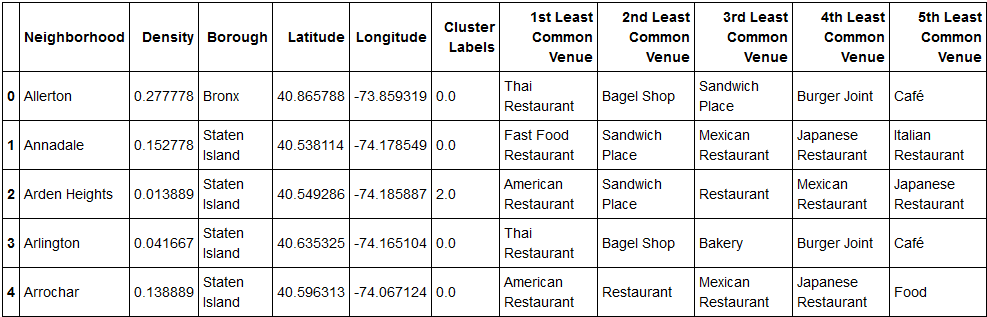 Neighborhood Density Borough Latitude Longitude Cluster Labels 1st Least Common Venue 2nd Least Common Venue 3rd Least Common Venue 4th Least Common Venue 5th Least Common Venue
0 Allerton 0.277778 Bronx 40.865788 -73.859319 0.0 Thai Restaurant Bagel Shop Sandwich Place Burger Joint Café
1 Annadale 0.152778 Staten Island 40.538114 -74.178549 0.0 Fast Food Restaurant Sandwich Place Mexican Restaurant Japanese Restaurant Italian Restaurant
2 Arden Heights 0.013889 Staten Island 40.549286 -74.185887 2.0 American Restaurant Sandwich Place Restaurant Mexican Restaurant Japanese Restaurant
3 Arlington 0.041667 Staten Island 40.635325 -74.165104 0.0 Thai Restaurant Bagel Shop Bakery Burger Joint Café
4 Arrochar 0.138889 Staten Island 40.596313 -74.067124 0.0 American Restaurant Restaurant Mexican Restaurant Japanese Restaurant Food